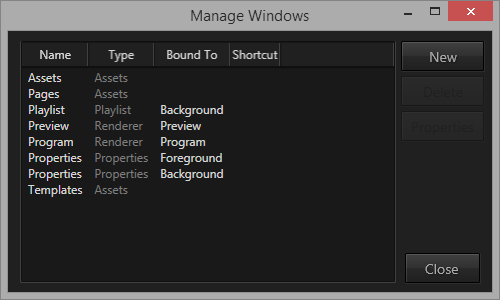 Manage Windows
Name Type Bound To Shortcut
New
Assets Assets
Delete
Pages Assets
Playlist Playlist Background
Properties
Preview Renderer Preview
Program Renderer Program
Properties Properties Foreground
Properties Properties Background
Templates Assets
Close